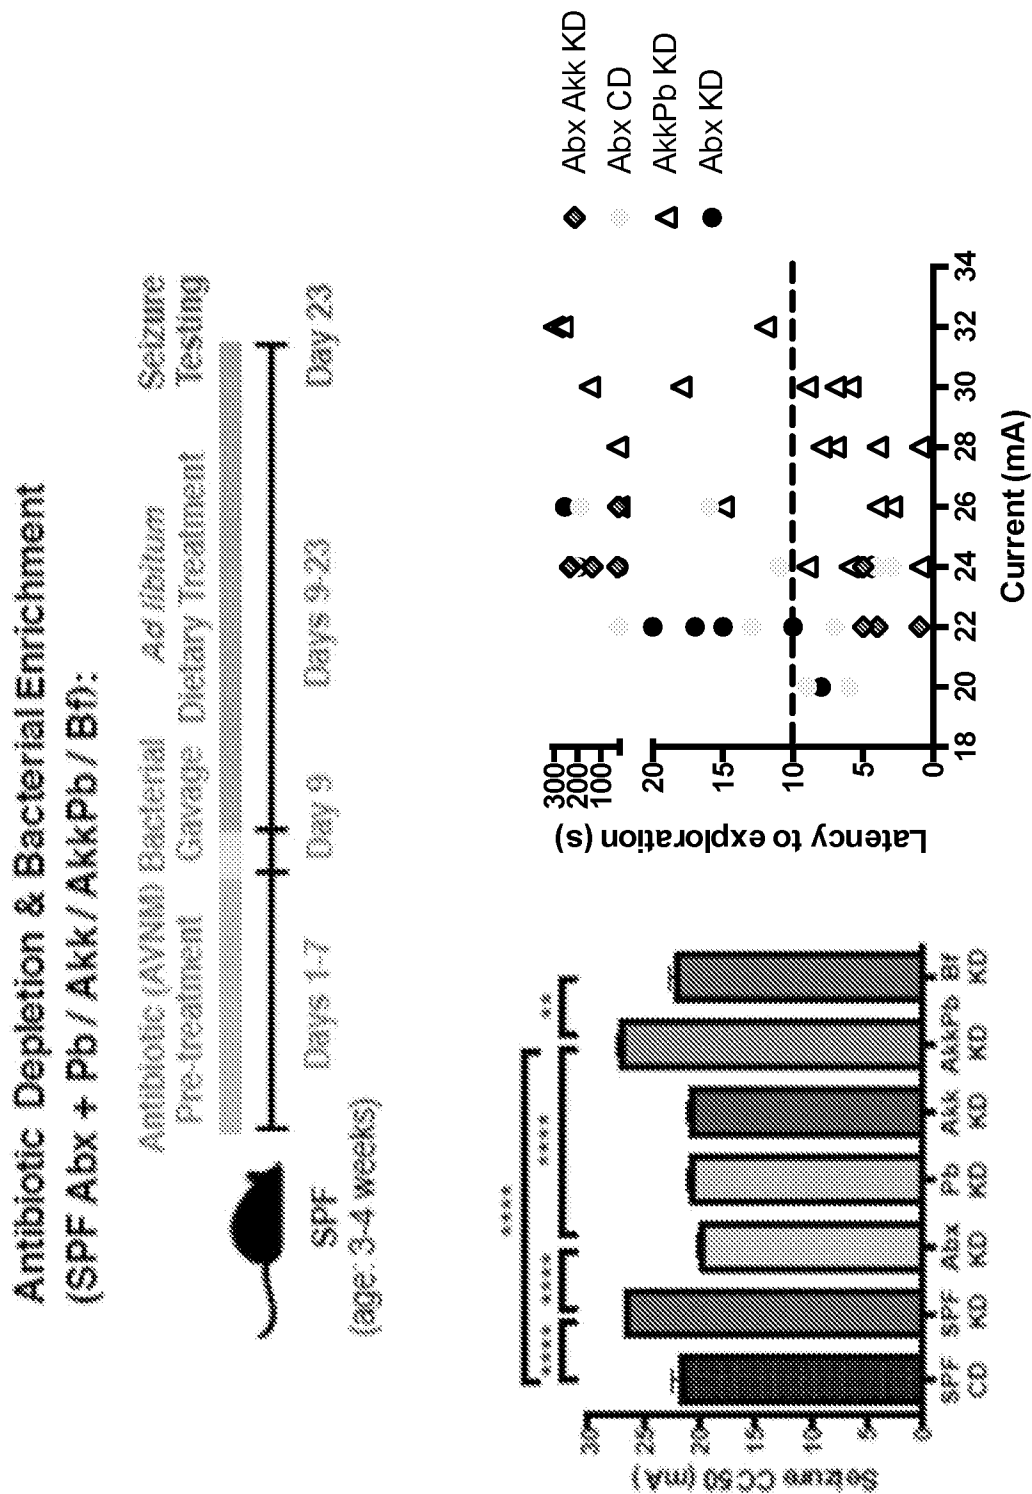 Antibiotic Depletion & Bacterial Enrichment
(SPF Abx + Pb / Akk / AkkPb / Bf):
Antibiotic (AVNM) Bacterial Ad libitum Seizure
Pre-treatment Gavage Dietary Treatment Testing
Days 1-7 Day 9 Days 9-23 Day 23
SPF
(age: 3-4 weeks)
Seizure CC50 (mA)
30
25
20
15
10
5
0
**** **** **** **** **
SPF SPF Abx Pb Akk AkkPb Bf
CD KD KD KD KD KD KD
Latency to exploration (s)
300
200
100
20
15
10
5
0
18 20 22 24 26 28 30 32 34
Current (mA)
Abx Akk KD
Abx CD
AkkPb KD
Abx KD